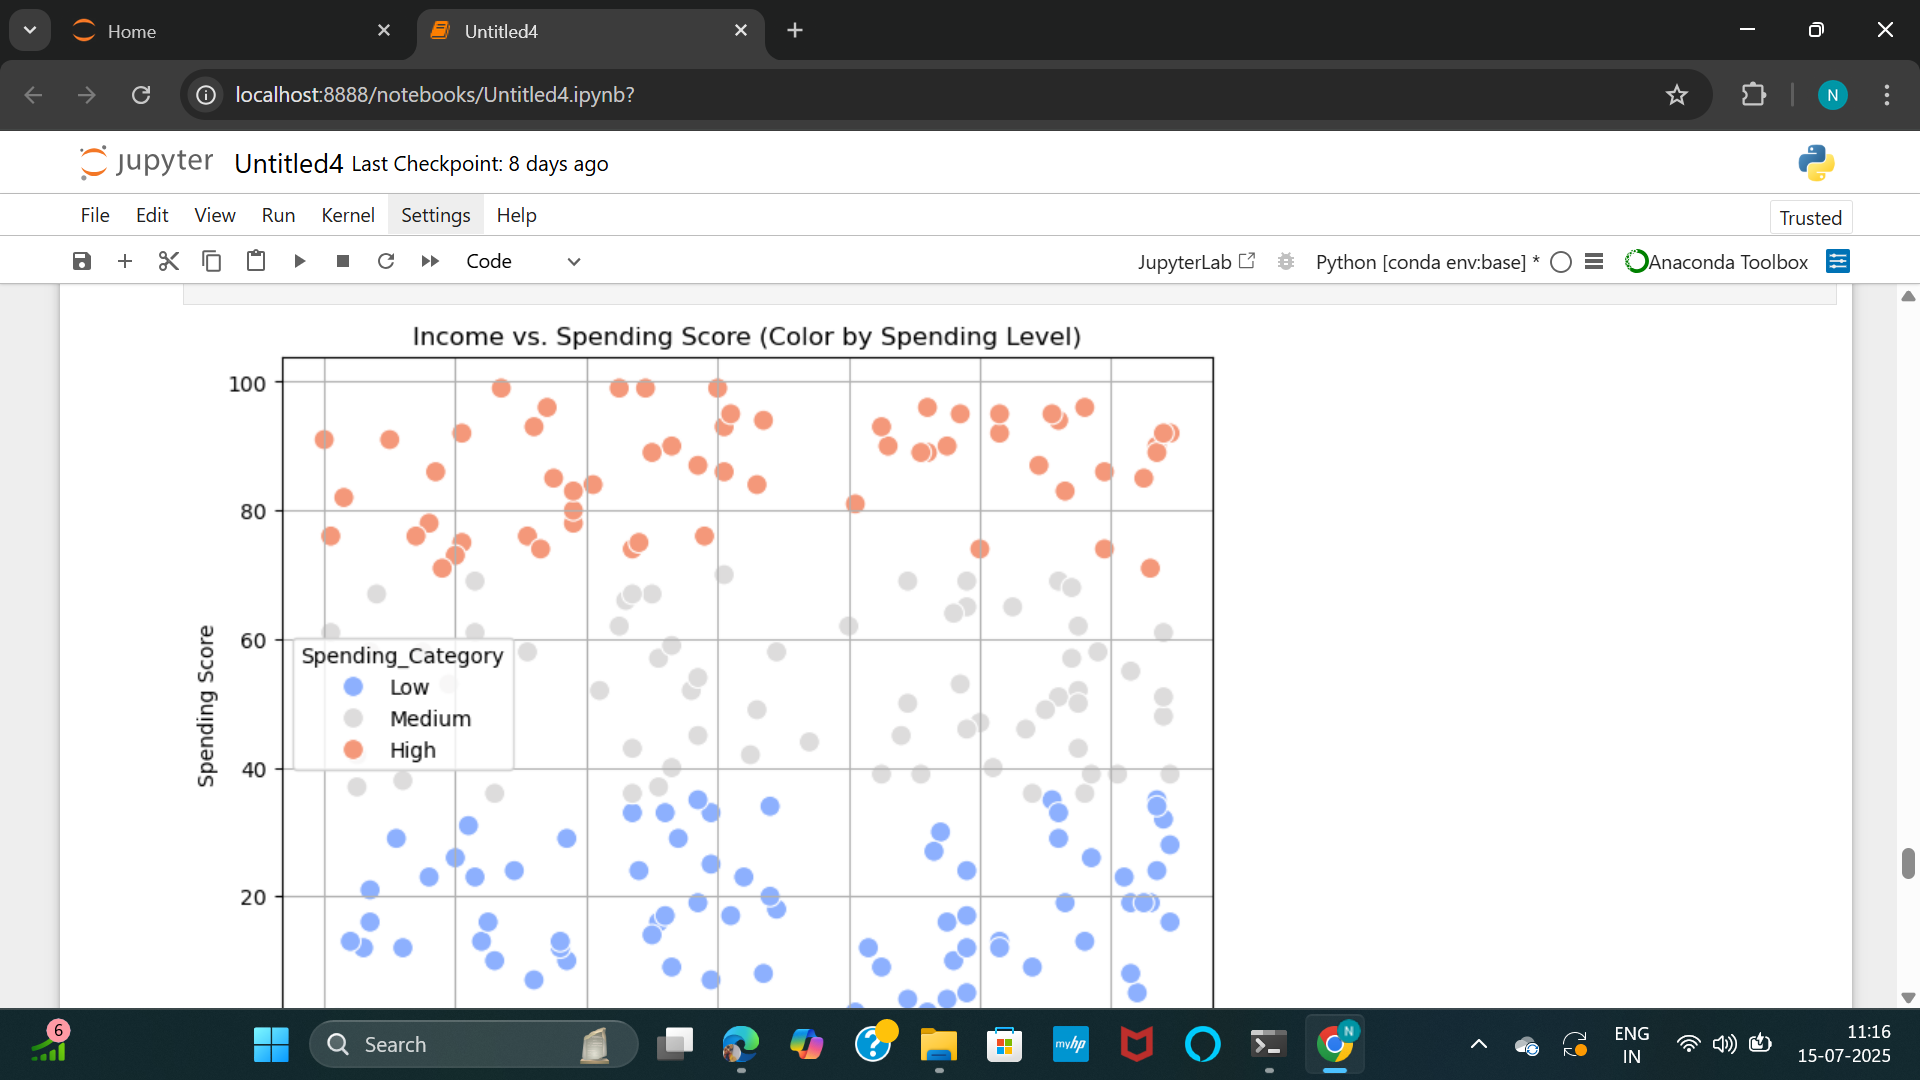 Home
Untitled4
localhost:8888/notebooks/Untitled4.ipynb?
N
jupyter Untitled4 Last Checkpoint: 8 days ago
File Edit View Run Kernel Settings Help
Trusted
Code
JupyterLab Python [conda env:base] * Anaconda Toolbox
Income vs. Spending Score (Color by Spending Level)
100
80
60
40
20
Spending Score
Spending_Category
Low
Medium
High
6
Search
myhp
N
ENG
IN
11:16
15-07-2025